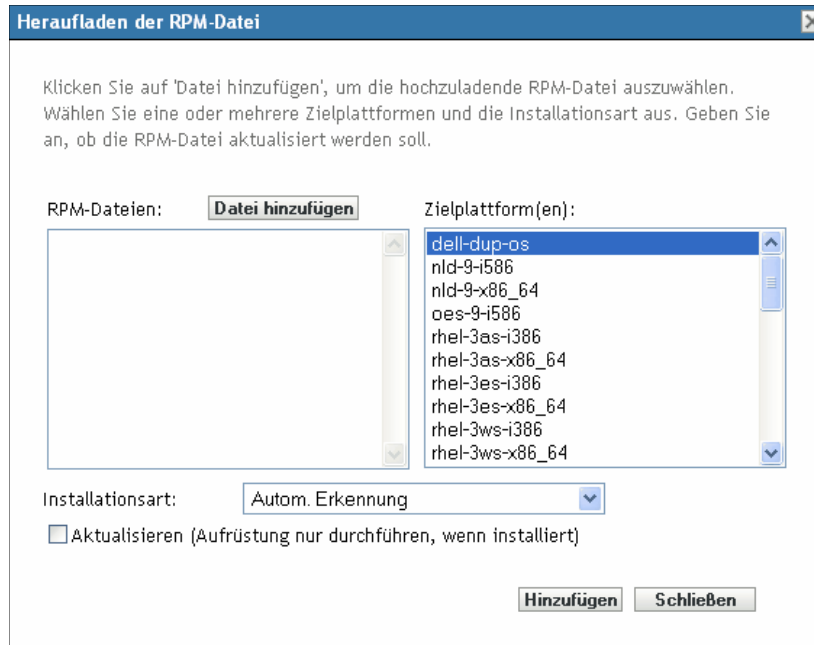 Heraufladen der RPM-Datei
Klicken Sie auf 'Datei hinzufügen', um die hochzuladende RPM-Datei auszuwählen.
Wählen Sie eine oder mehrere Zielplattformen und die Installationsart aus. Geben Sie
an, ob die RPM-Datei aktualisiert werden soll.
RPM-Dateien: Datei hinzufügen
Zielplattform(en):
dell-dup-os
nld-9-i586
nld-9-x86_64
oes-9-i586
rhel-3as-i386
rhel-3as-x86_64
rhel-3es-i386
rhel-3es-x86_64
rhel-3ws-i386
rhel-3ws-x86_64
Installationsart: Autom. Erkennung
Aktualisieren (Aufrüstung nur durchführen, wenn installiert)
Hinzufügen Schließen